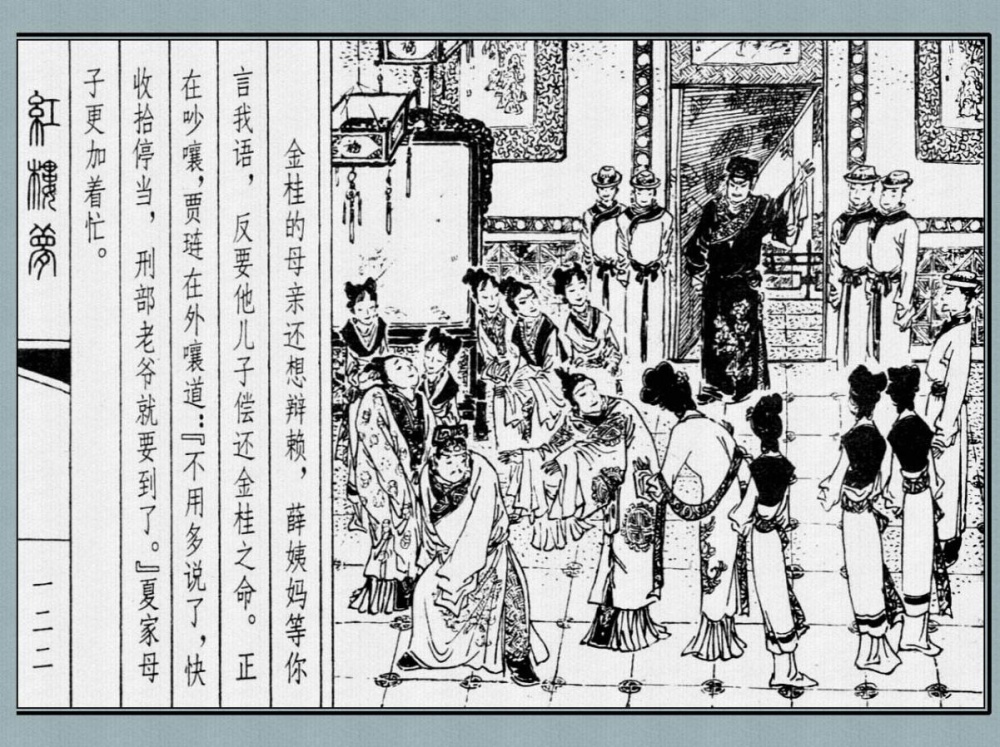 金桂的母亲还想辩赖，薛姨妈等你
言我语，反要他儿子偿还金桂之命。正
在吵嚷，贾琏在外嚷道：『不用多说了，快
收拾停当，刑部老爷就要到了。』夏家母
子更加着忙。
紅樓夢
一二二